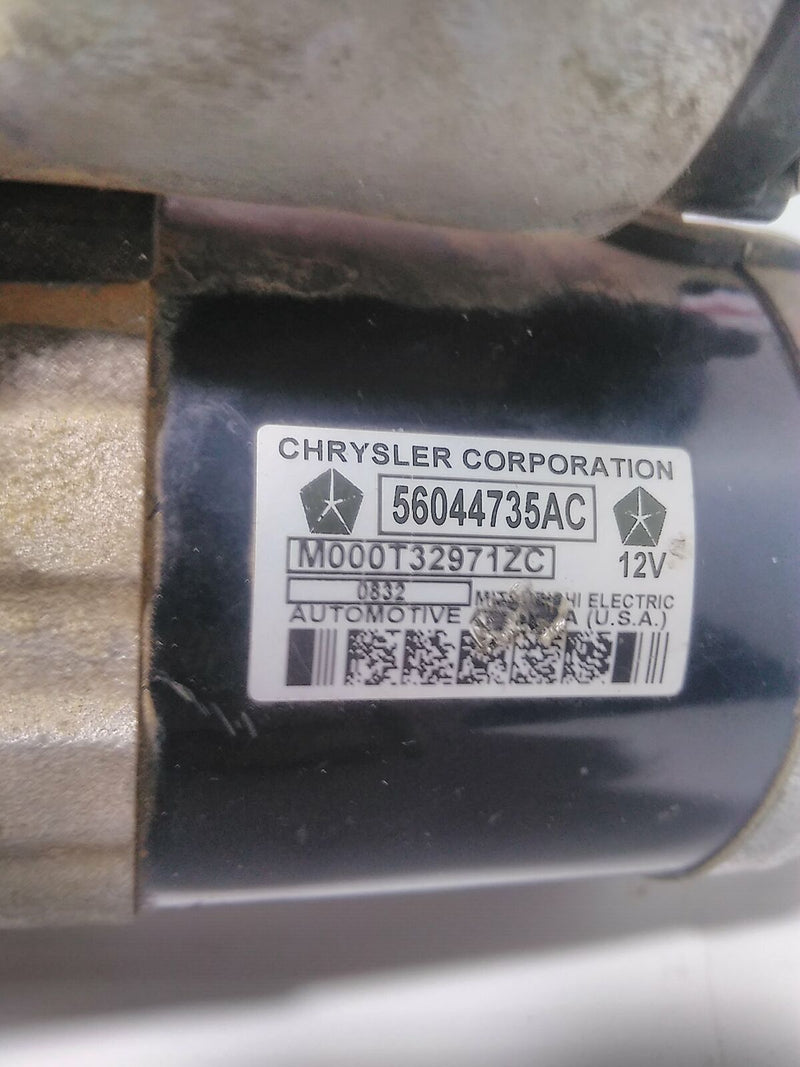 CHRYSLER CORPORATION
56044735AC
M000T32971ZC
12V
0832
ELECTRIC
AUTOMOTIVE (U.S.A.)